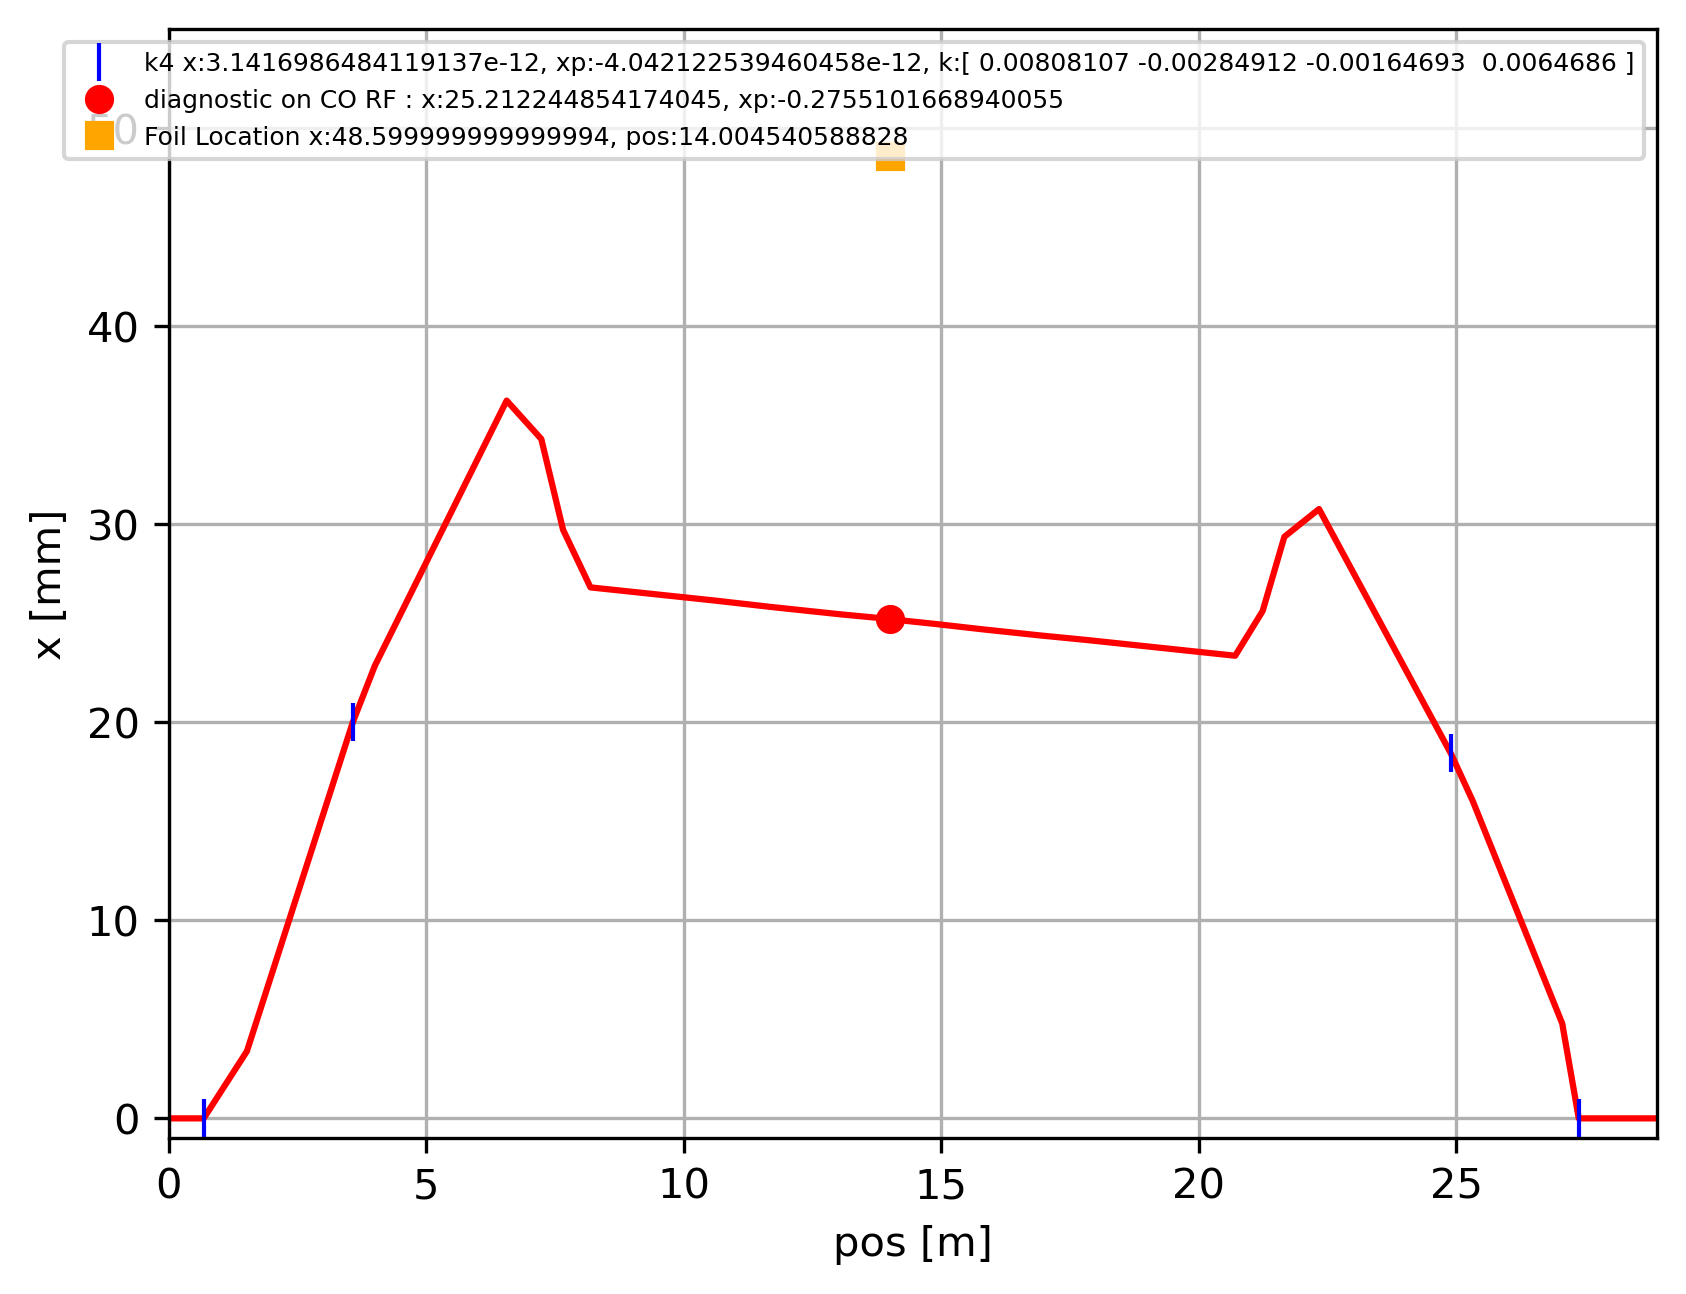 k4 x:3.1416986484119137e-12, xp:-4.042122539460458e-12, k:[ 0.00808107 -0.00284912 -0.00164693  0.0064686 ]
diagnostic on CO RF : x:25.212244854174045, xp:-0.2755101668940055
Foil Location x:48.599999999999994, pos:14.004540588828
50
40
30
20
10
0
x [mm]
0 5 10 15 20 25
pos [m]